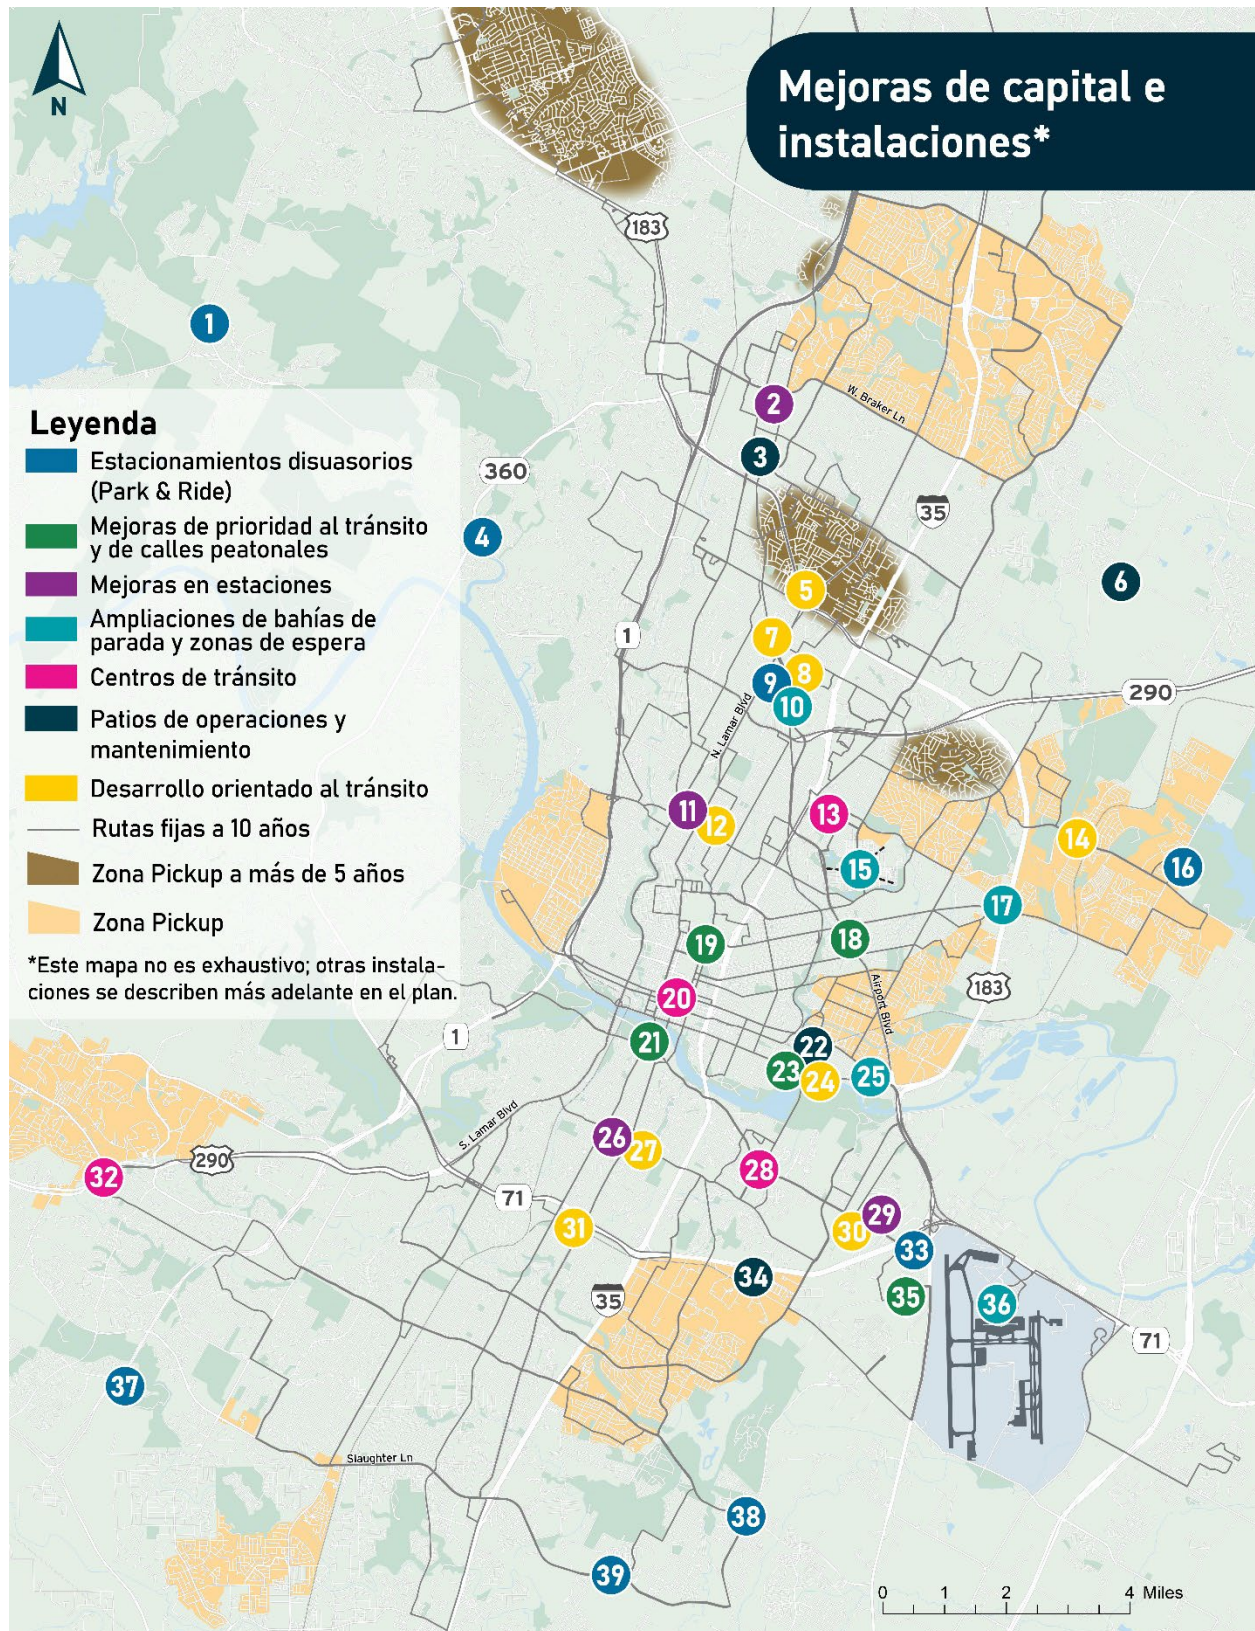 Mejoras de capital e
instalaciones*
N
183
1
2
W. Braker Ln
3
Leyenda
Estacionamientos disuasorios
(Park & Ride)
Mejoras de prioridad al tránsito
y de calles peatonales
Mejoras en estaciones
Ampliaciones de bahías de
parada y zonas de espera
Centros de tránsito
Patios de operaciones y
mantenimiento
Desarrollo orientado al tránsito
Rutas fijas a 10 años
Zona Pickup a más de 5 años
Zona Pickup
*Este mapa no es exhaustivo; otras instala-
ciones se describen más adelante en el plan.
360
35
4
6
5
1
7
8
9
290
10
N. Lamar Blvd
11
12
13
14
15
16
17
18
19
183
Airport Blvd
20
1
21
22
23
24
25
S. Lamar Blvd
26
27
290
28
32
71
29
30
31
33
34
35
35
36
71
37
Slaughter Ln
38
39
0 1 2 4 Miles